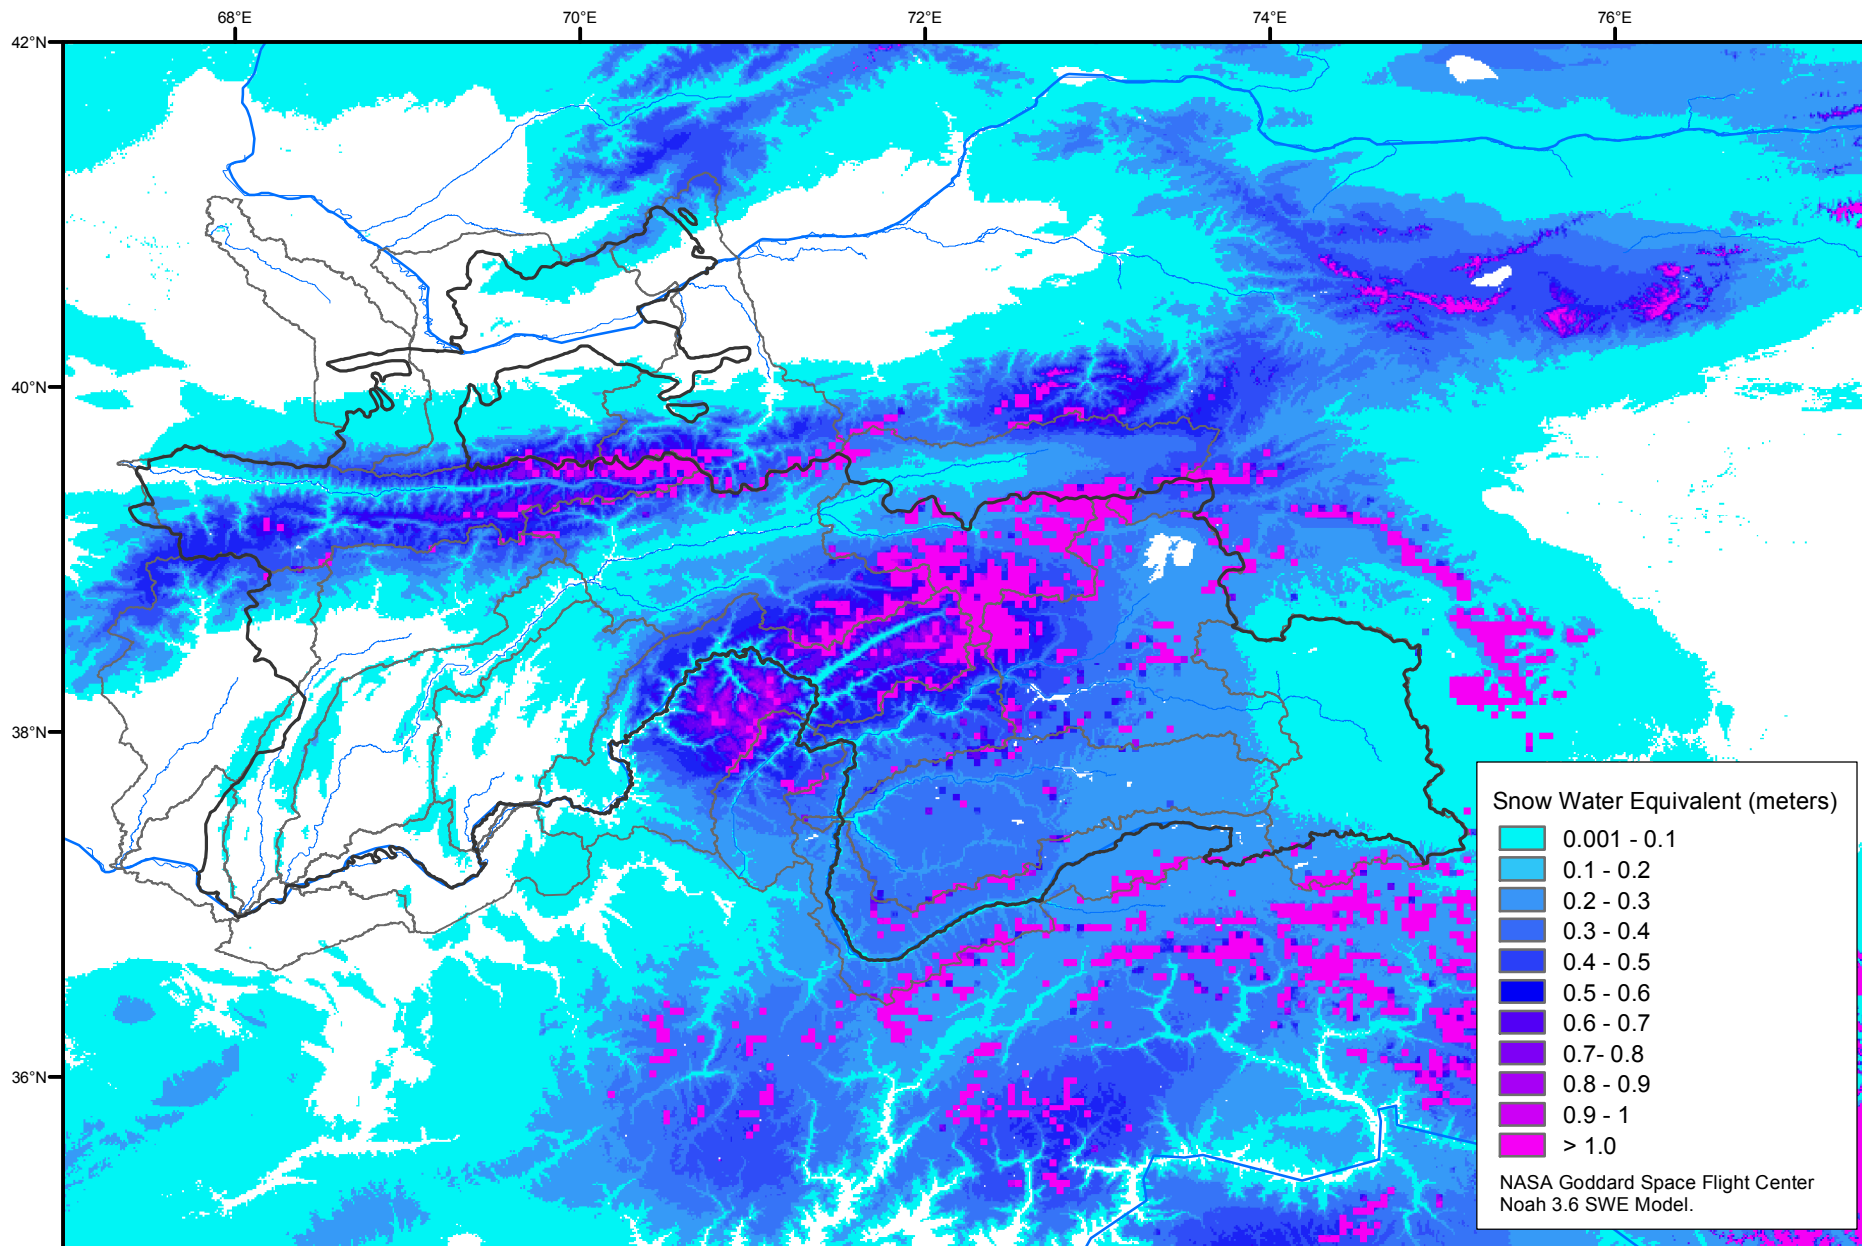 68°E
70°E
72°E
74°E
76°E
42°N
40°N
38°N
36°N
Snow Water Equivalent (meters)
0.001 - 0.1
0.1 - 0.2
0.2 - 0.3
0.3 - 0.4
0.4 - 0.5
0.5 - 0.6
0.6 - 0.7
0.7- 0.8
0.8 - 0.9
0.9 - 1
> 1.0
NASA Goddard Space Flight Center
Noah 3.6 SWE Model.